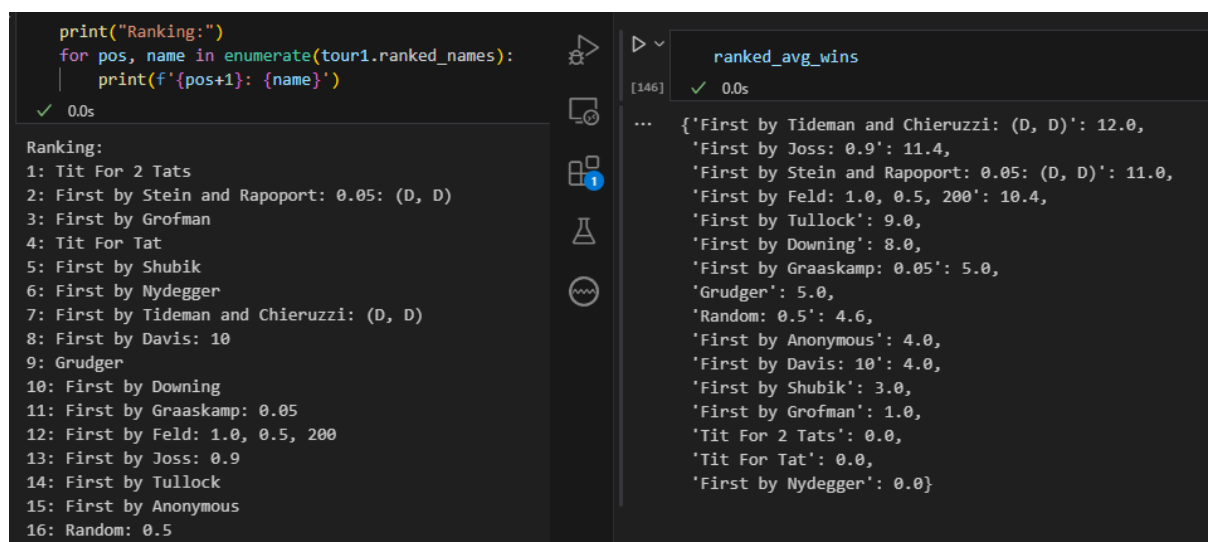 print("Ranking:")
for pos, name in enumerate(tour1.ranked_names):
    print(f'{pos+1}: {name}')
✓ 0.0s
Ranking:
1: Tit For 2 Tats
2: First by Stein and Rapoport: 0.05: (D, D)
3: First by Grofman
4: Tit For Tat
5: First by Shubik
6: First by Nydegger
7: First by Tideman and Chieruzzi: (D, D)
8: First by Davis: 10
9: Grudger
10: First by Downing
11: First by Graaskamp: 0.05
12: First by Feld: 1.0, 0.5, 200
13: First by Joss: 0.9
14: First by Tullock
15: First by Anonymous
16: Random: 0.5
1
ranked_avg_wins
[146] ✓ 0.0s
... {'First by Tideman and Chieruzzi: (D, D)': 12.0,
'First by Joss: 0.9': 11.4,
'First by Stein and Rapoport: 0.05: (D, D)': 11.0,
'First by Feld: 1.0, 0.5, 200': 10.4,
'First by Tullock': 9.0,
'First by Downing': 8.0,
'First by Graaskamp: 0.05': 5.0,
'Grudger': 5.0,
'Random: 0.5': 4.6,
'First by Anonymous': 4.0,
'First by Davis: 10': 4.0,
'First by Shubik': 3.0,
'First by Grofman': 1.0,
'Tit For 2 Tats': 0.0,
'Tit For Tat': 0.0,
'First by Nydegger': 0.0}